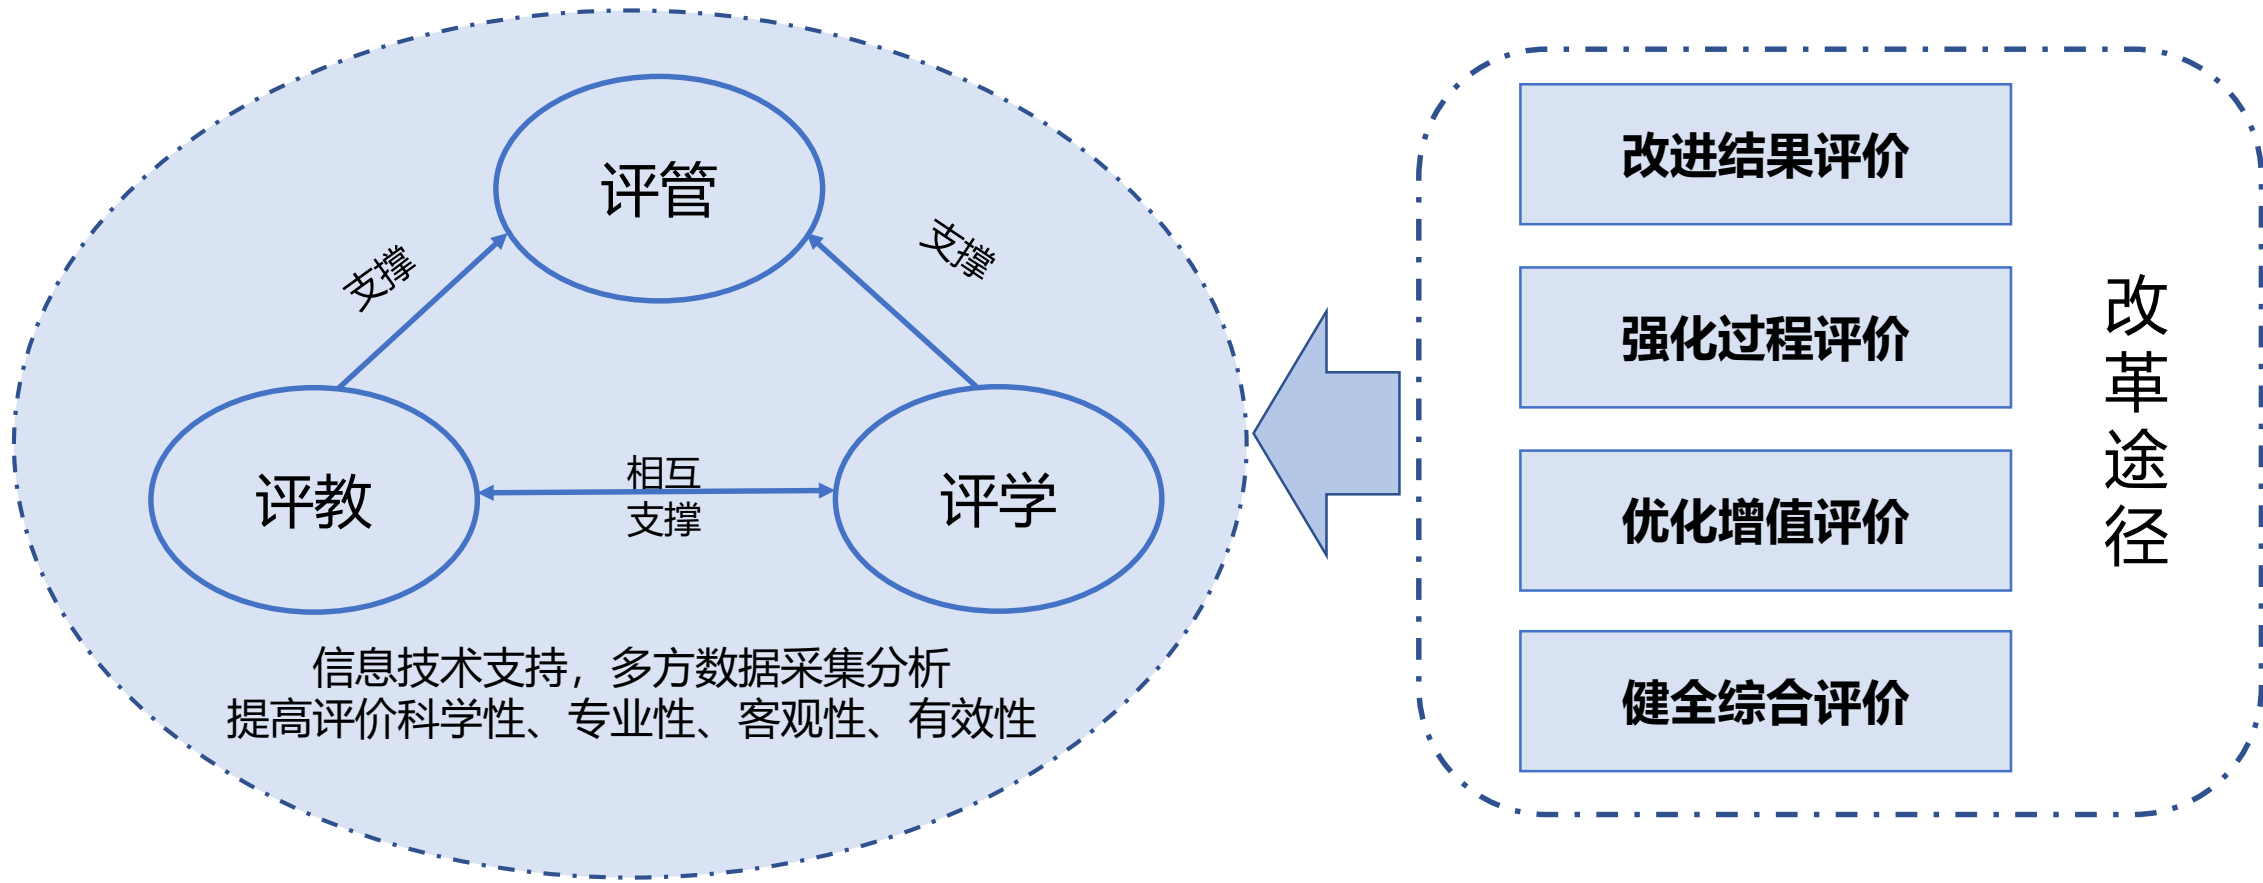 评管
支撑
支撑
评教
相互
支撑
评学
信息技术支持，多方数据采集分析
提高评价科学性、专业性、客观性、有效性
改进结果评价
强化过程评价
优化增值评价
健全综合评价
改革途径